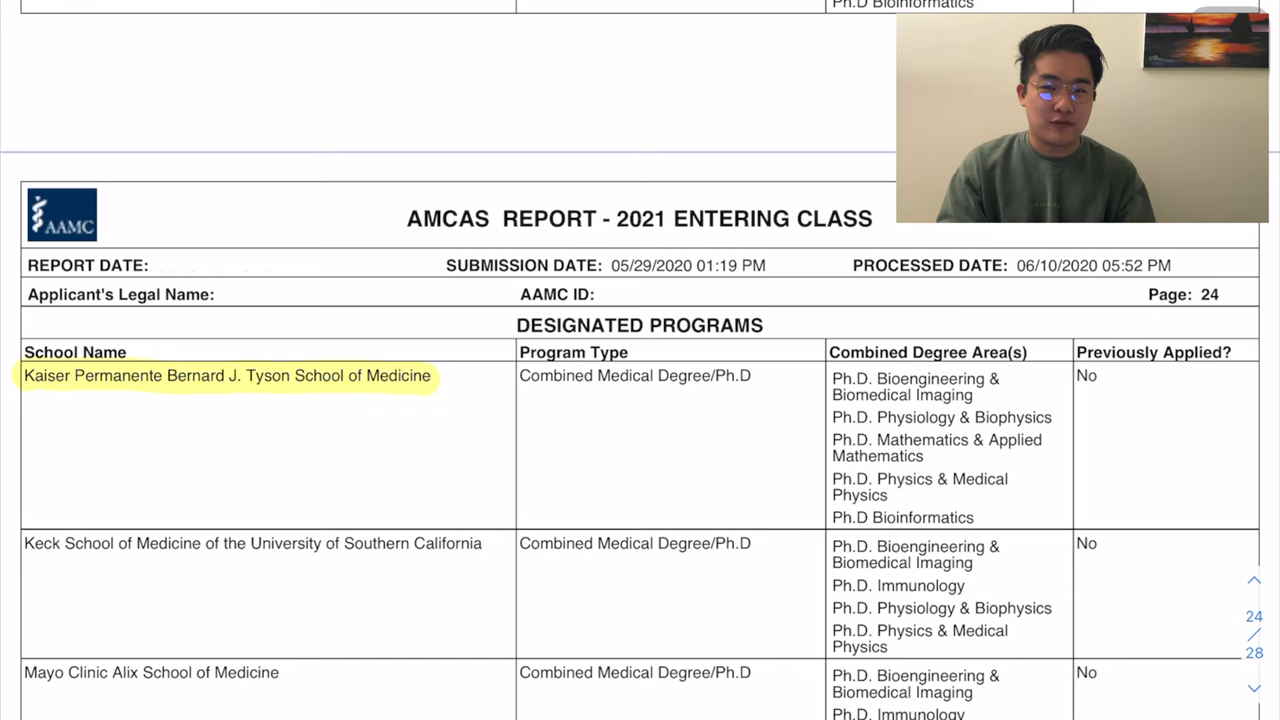 Ph.D Bioinformatics
AAMC
AMCAS REPORT - 2021 ENTERING CLASS
REPORT DATE: SUBMISSION DATE: 05/29/2020 01:19 PM PROCESSED DATE: 06/10/2020 05:52 PM
Applicant's Legal Name: AAMC ID: Page: 24
DESIGNATED PROGRAMS
School Name Program Type Combined Degree Area(s) Previously Applied?
Kaiser Permanente Bernard J. Tyson School of Medicine Combined Medical Degree/Ph.D Ph.D. Bioengineering & No
Biomedical Imaging
Ph.D. Physiology & Biophysics
Ph.D. Mathematics & Applied
Mathematics
Ph.D. Physics & Medical
Physics
Ph.D Bioinformatics
Keck School of Medicine of the University of Southern California Combined Medical Degree/Ph.D Ph.D. Bioengineering & No
Biomedical Imaging
Ph.D. Immunology
Ph.D. Physiology & Biophysics
Ph.D. Physics & Medical
Physics
Mayo Clinic Alix School of Medicine Combined Medical Degree/Ph.D Ph.D. Bioengineering & No
Biomedical Imaging
Ph.D. Immunology
24
/
28